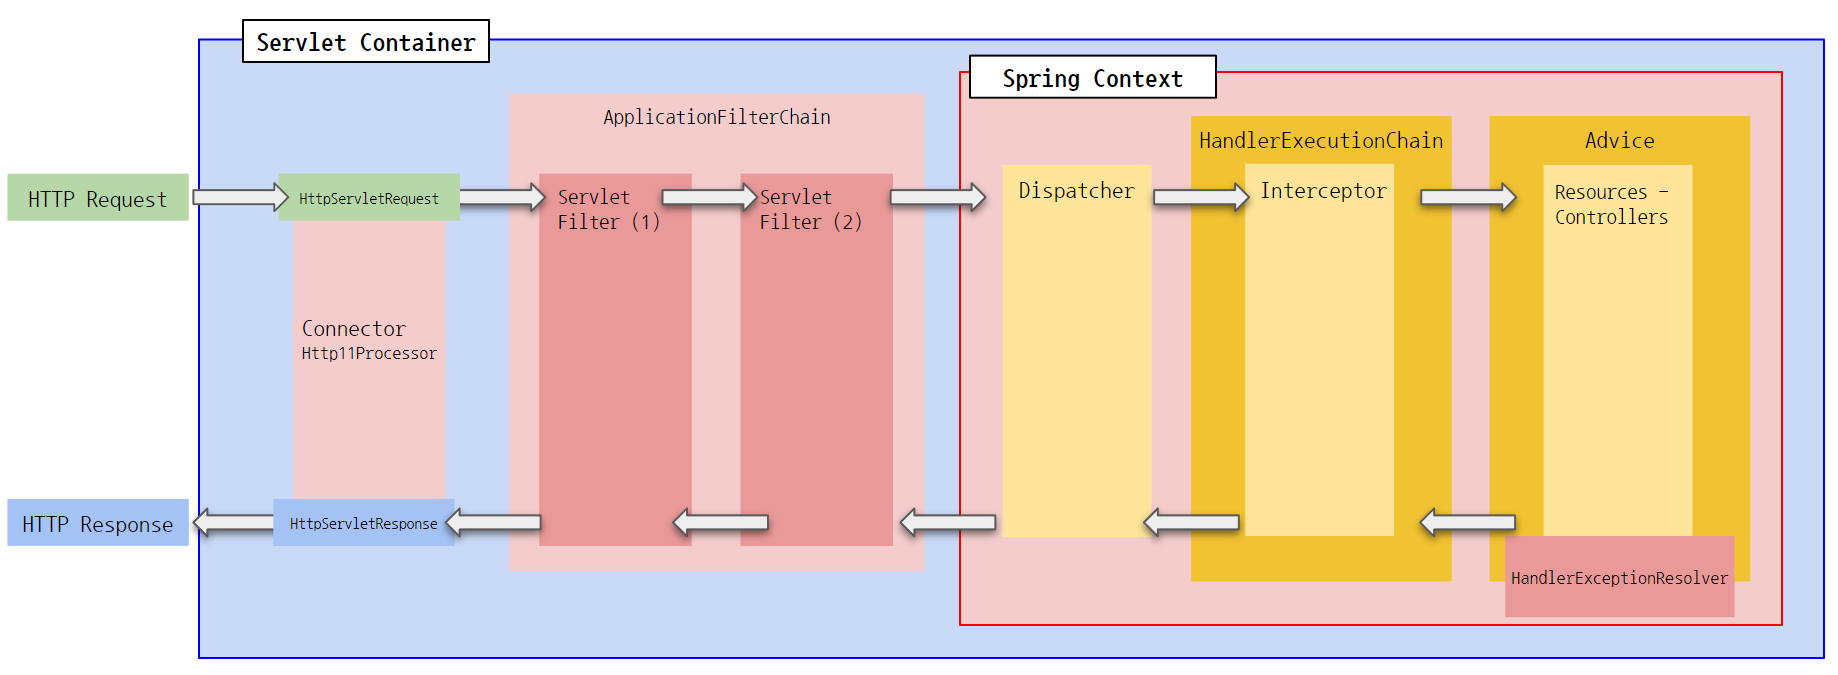 Servlet Container
Spring Context
ApplicationFilterChain
HandlerExecutionChain
Advice
HTTP Request
HttpServletRequest
Servlet
Filter (1)
Servlet
Filter (2)
Dispatcher
Interceptor
Resources -
Controllers
Connector
Http11Processor
HTTP Response
HttpServletResponse
HandlerExceptionResolver